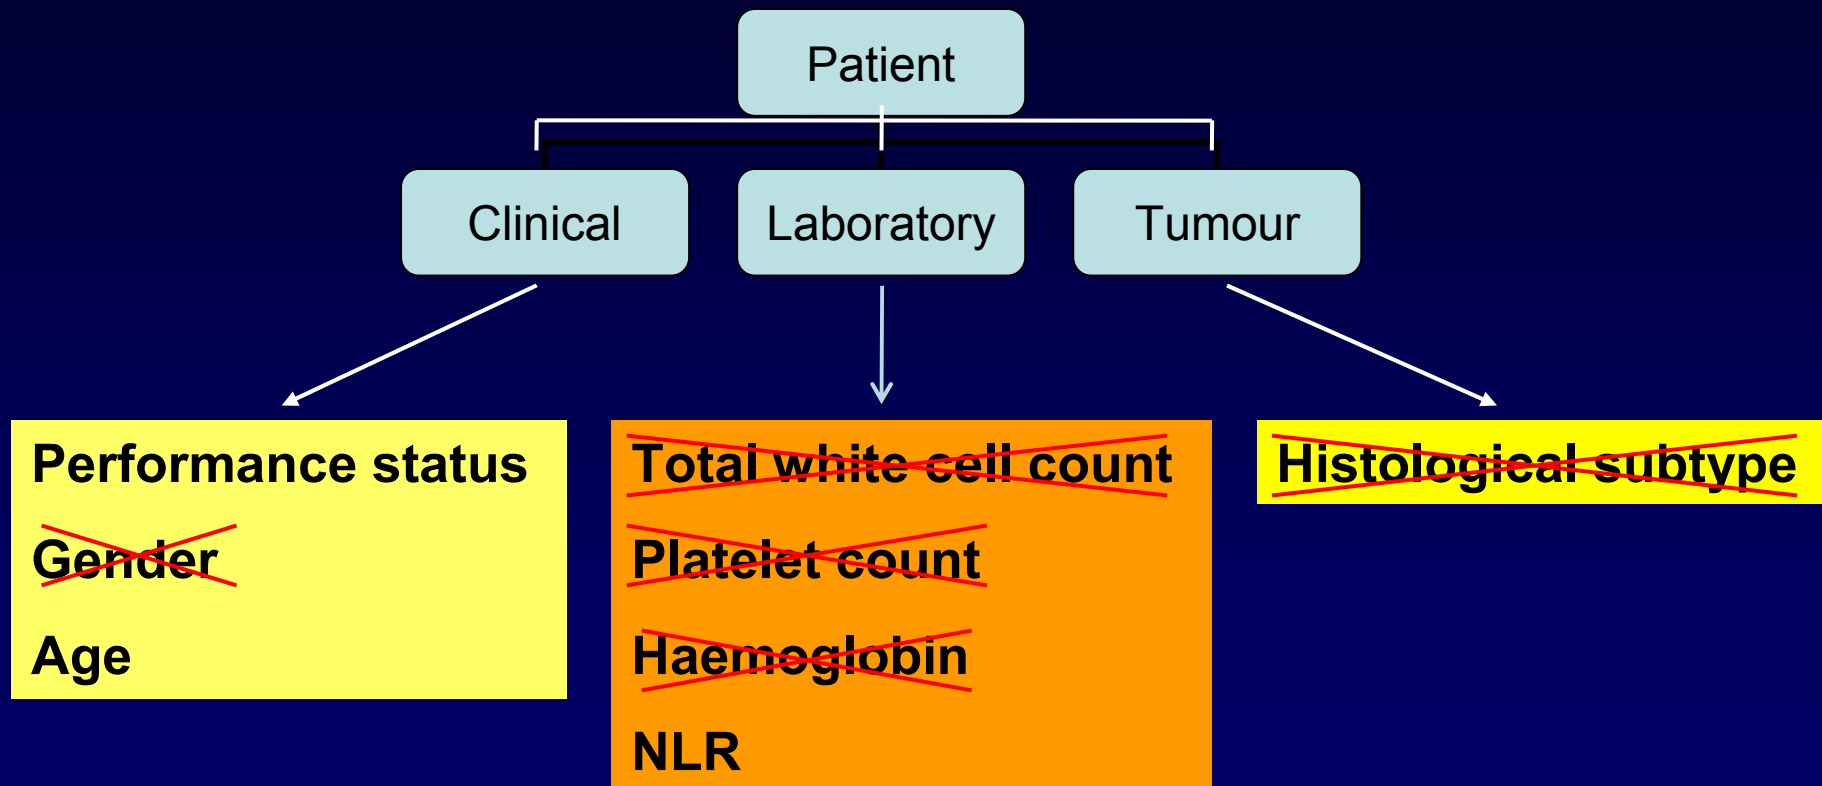 Patient
Clinical
Laboratory
Tumour
Performance status
Gender
Age
Total white cell count
Platelet count
Haemoglobin
NLR
Histological subtype